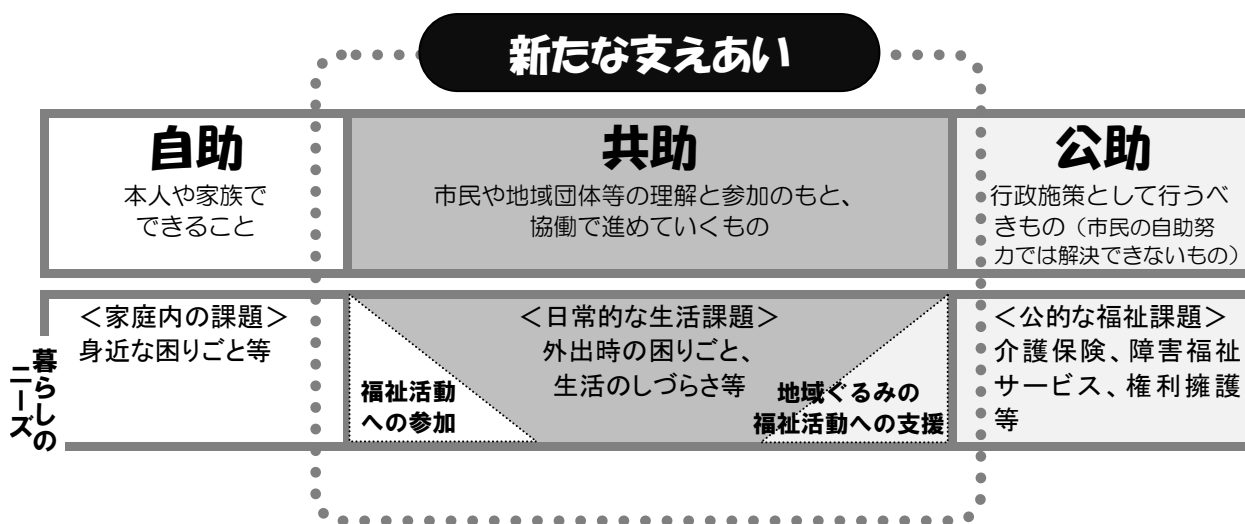 新たな支えあい
自助
本人や家族で
できること
共助
市民や地域団体等の理解と参加のもと、
協働で進めていくもの
公助
行政施策として行うべ
きもの（市民の自助努
力では解決できないもの）
暮らしの
ニーズ
＜家庭内の課題＞
身近な困りごと等
福祉活動
への参加
＜日常的な生活課題＞
外出時の困りごと、
生活のしづらさ等
地域ぐるみの
福祉活動への支援
＜公的な福祉課題＞
介護保険、障害福祉
サービス、権利擁護
等